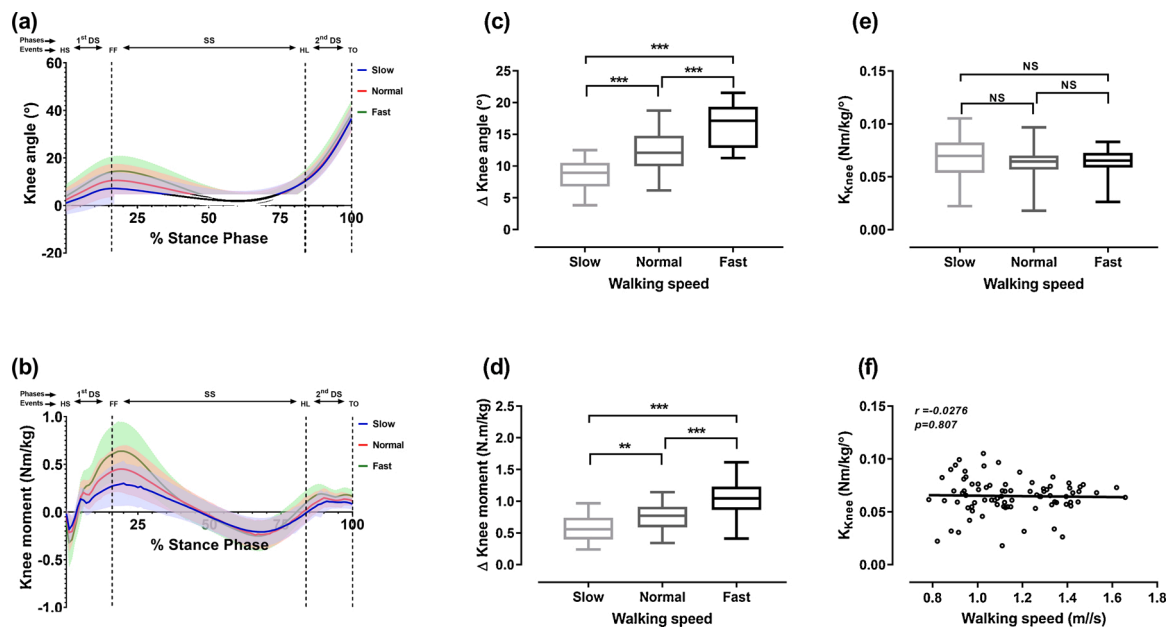 (a)
Phases
Events
HS
1st DS
FF
SS
HL
2nd DS
TO
60
40
20
0
-20
Knee angle (°)
25
50
75
100
% Stance Phase
Slow
Normal
Fast
(c)
***
***
***
25
20
15
10
5
0
Δ Knee angle (°)
Slow
Normal
Fast
Walking speed
(e)
NS
NS
NS
0.15
0.10
0.05
0.00
KKnee (Nm/kg/°)
Slow
Normal
Fast
Walking speed
(b)
Phases
Events
HS
1st DS
FF
SS
HL
2nd DS
TO
1.0
0.5
0.0
-0.5
-1.0
Knee moment (Nm/kg)
25
50
75
100
% Stance Phase
Slow
Normal
Fast
(d)
***
**
***
2.5
2.0
1.5
1.0
0.5
0.0
Δ Knee moment (N.m/kg)
Slow
Normal
Fast
Walking speed
(f)
r =-0.0276
p=0.807
0.15
0.10
0.05
0.00
KKnee (Nm/kg/°)
0.8
1.0
1.2
1.4
1.6
1.8
Walking speed (m//s)